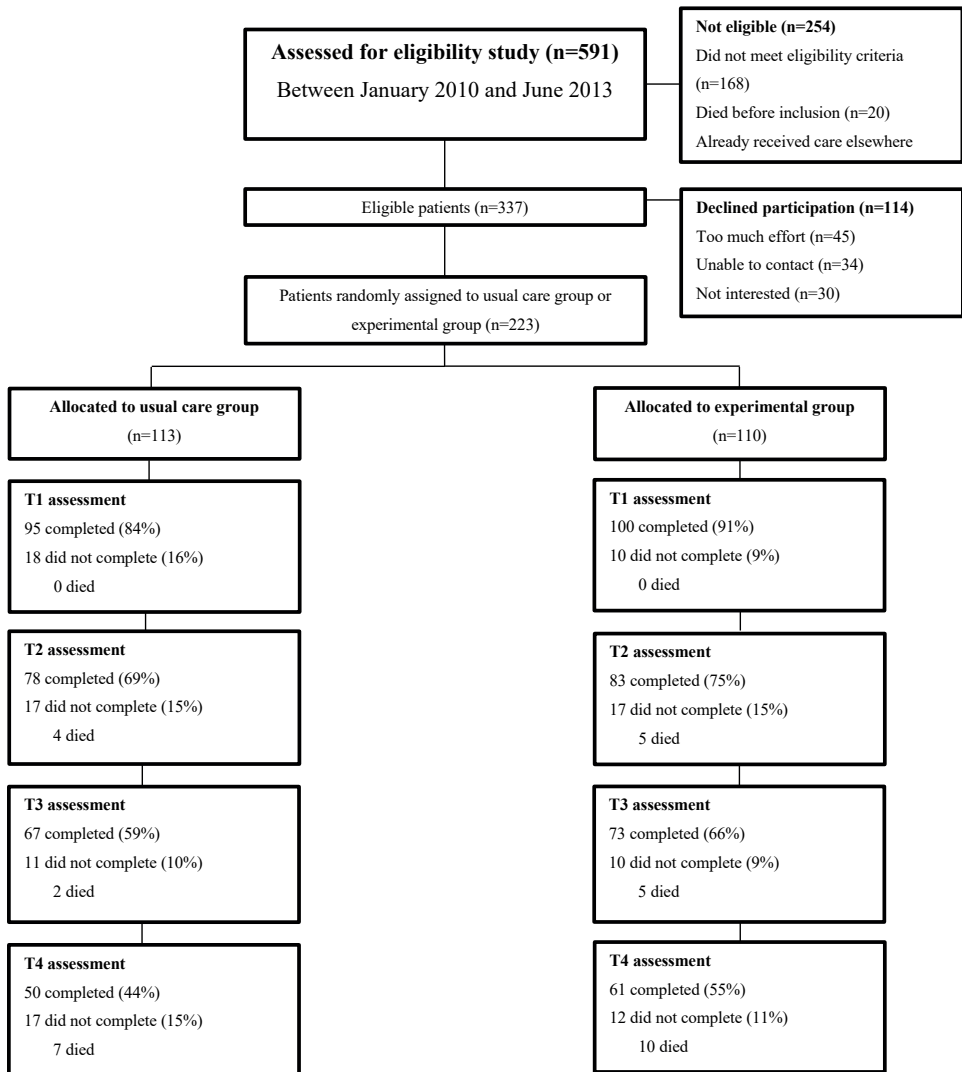 Assessed for eligibility study (n=591)
Between January 2010 and June 2013
Not eligible (n=254)
Did not meet eligibility criteria
(n=168)
Died before inclusion (n=20)
Already received care elsewhere
Eligible patients (n=337)
Declined participation (n=114)
Too much effort (n=45)
Unable to contact (n=34)
Not interested (n=30)
Patients randomly assigned to usual care group or
experimental group (n=223)
Allocated to usual care group
(n=113)
Allocated to experimental group
(n=110)
T1 assessment
95 completed (84%)
18 did not complete (16%)
0 died
T1 assessment
100 completed (91%)
10 did not complete (9%)
0 died
T2 assessment
78 completed (69%)
17 did not complete (15%)
4 died
T2 assessment
83 completed (75%)
17 did not complete (15%)
5 died
T3 assessment
67 completed (59%)
11 did not complete (10%)
2 died
T3 assessment
73 completed (66%)
10 did not complete (9%)
5 died
T4 assessment
50 completed (44%)
17 did not complete (15%)
7 died
T4 assessment
61 completed (55%)
12 did not complete (11%)
10 died